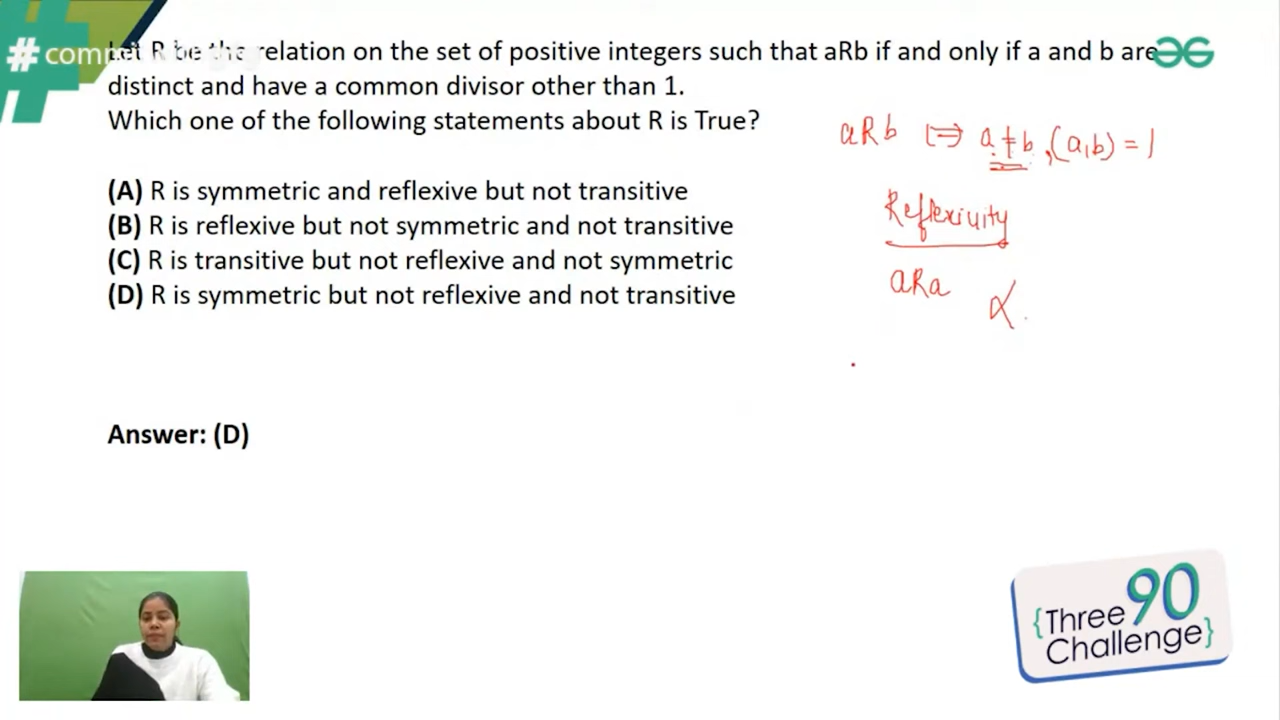 Let R be the relation on the set of positive integers such that aRb if and only if a and b are
distinct and have a common divisor other than 1.
Which one of the following statements about R is True?
aRb ⟺ a ≠ b, (a,b) = 1
(A) R is symmetric and reflexive but not transitive
(B) R is reflexive but not symmetric and not transitive
(C) R is transitive but not reflexive and not symmetric
(D) R is symmetric but not reflexive and not transitive
Reflexivity
aRa
Answer: (D)
{Three 90
Challenge}